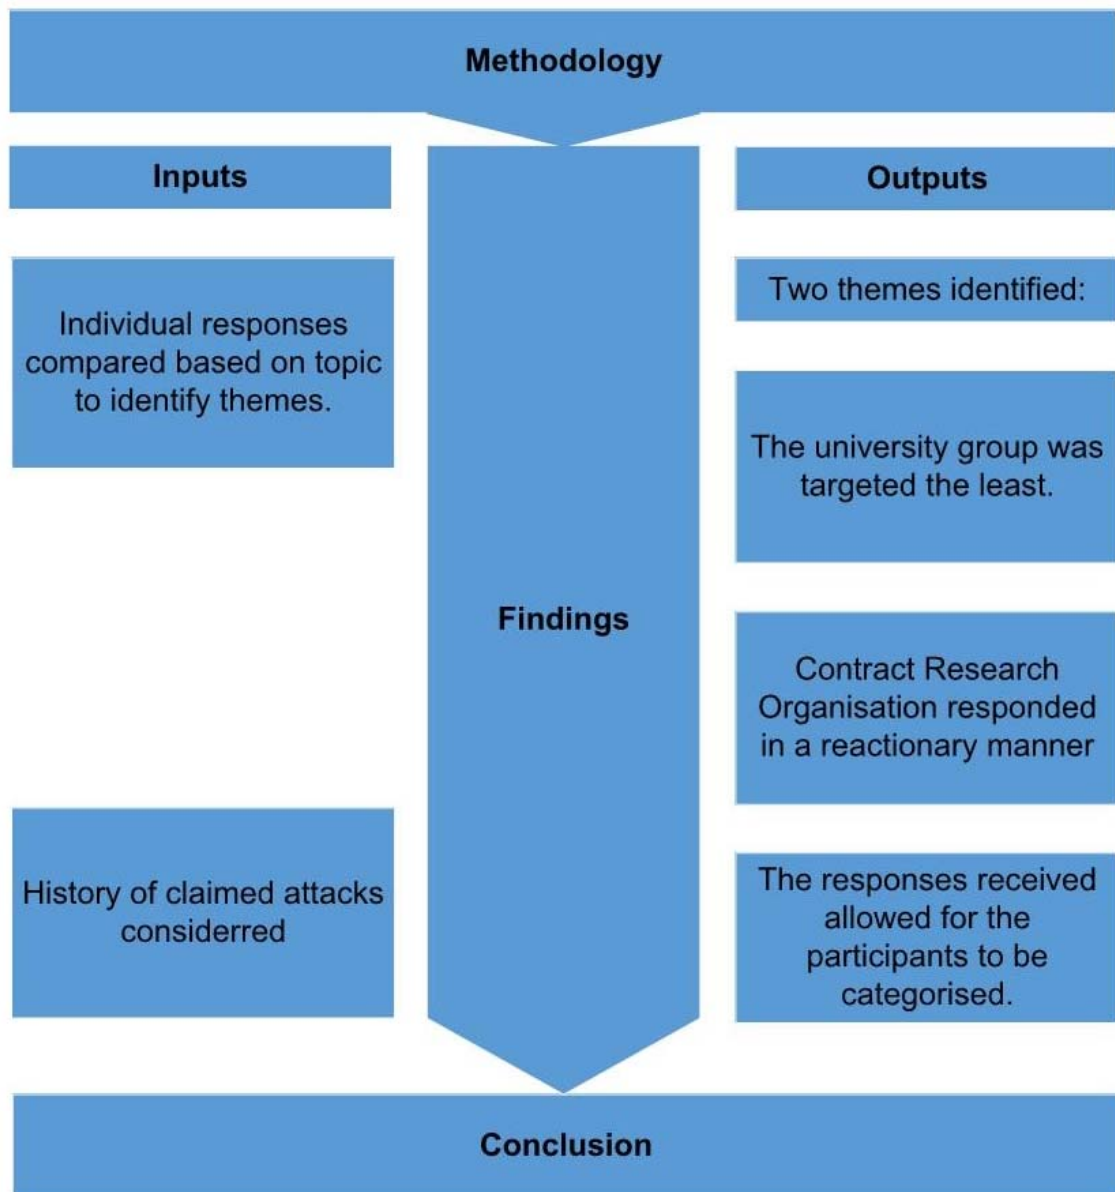 Methodology
Inputs
Individual responses
compared based on topic
to identify themes.
History of claimed attacks
considerred
Findings
Outputs
Two themes identified:
The university group was
targeted the least.
Contract Research
Organisation responded
in a reactionary manner
The responses received
allowed for the
participants to be
categorised.
Conclusion